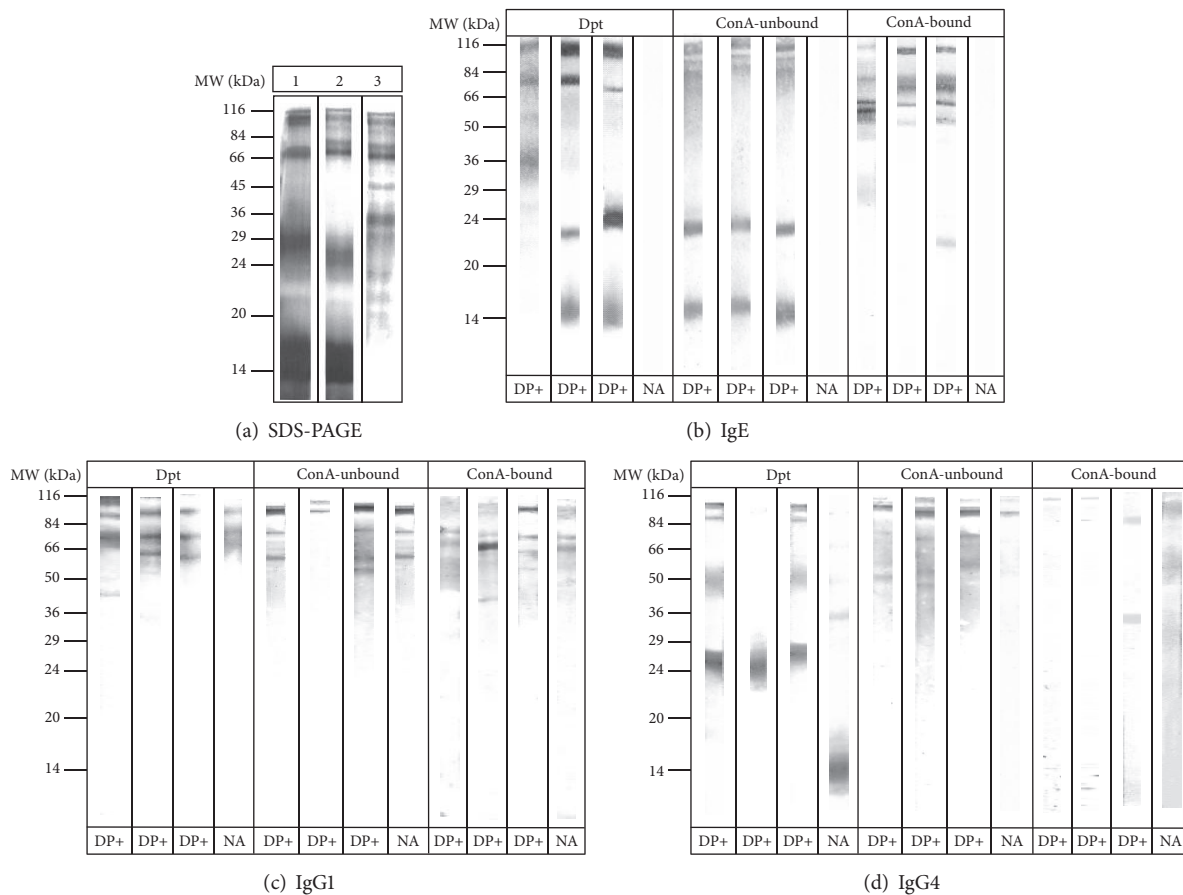 MW (kDa)
1 2 3
116
84
66
45
36
29
24
20
14
(a) SDS-PAGE
MW (kDa)
Dpt ConA-unbound ConA-bound
116
84
66
50
36
29
24
20
14
DP+ DP+ DP+ NA DP+ DP+ DP+ NA DP+ DP+ DP+ NA
(b) IgE
MW (kDa)
Dpt ConA-unbound ConA-bound
116
84
66
50
36
29
24
20
14
DP+ DP+ DP+ NA DP+ DP+ DP+ NA DP+ DP+ DP+ NA
(c) IgG1
MW (kDa)
Dpt ConA-unbound ConA-bound
116
84
66
50
36
29
24
20
14
DP+ DP+ DP+ NA DP+ DP+ DP+ NA DP+ DP+ DP+ NA
(d) IgG4